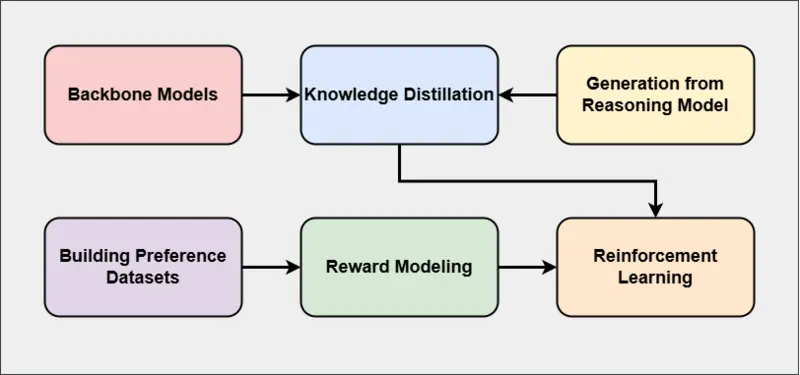 Backbone Models
Knowledge Distillation
Generation from
Reasoning Model
Building Preference
Datasets
Reward Modeling
Reinforcement
Learning